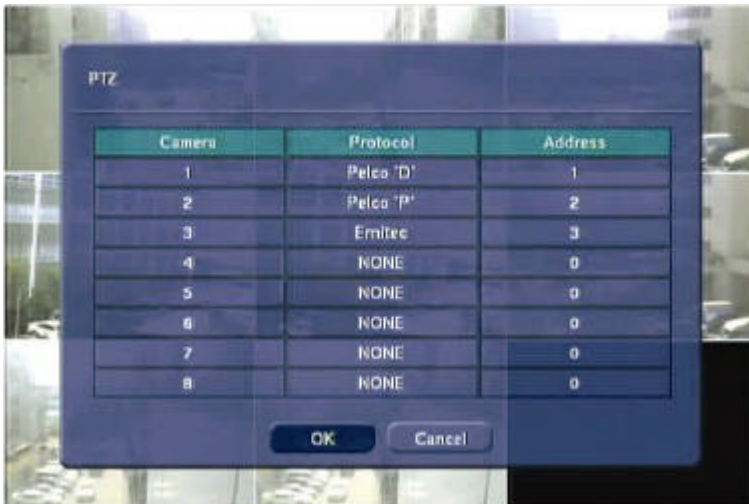 PTZ
Camera Protocol Address
1 Pelco 'D' 1
2 Pelco 'P' 2
3 Ernitec 3
4 NONE 0
5 NONE 0
6 NONE 0
7 NONE 0
8 NONE 0
OK Cancel